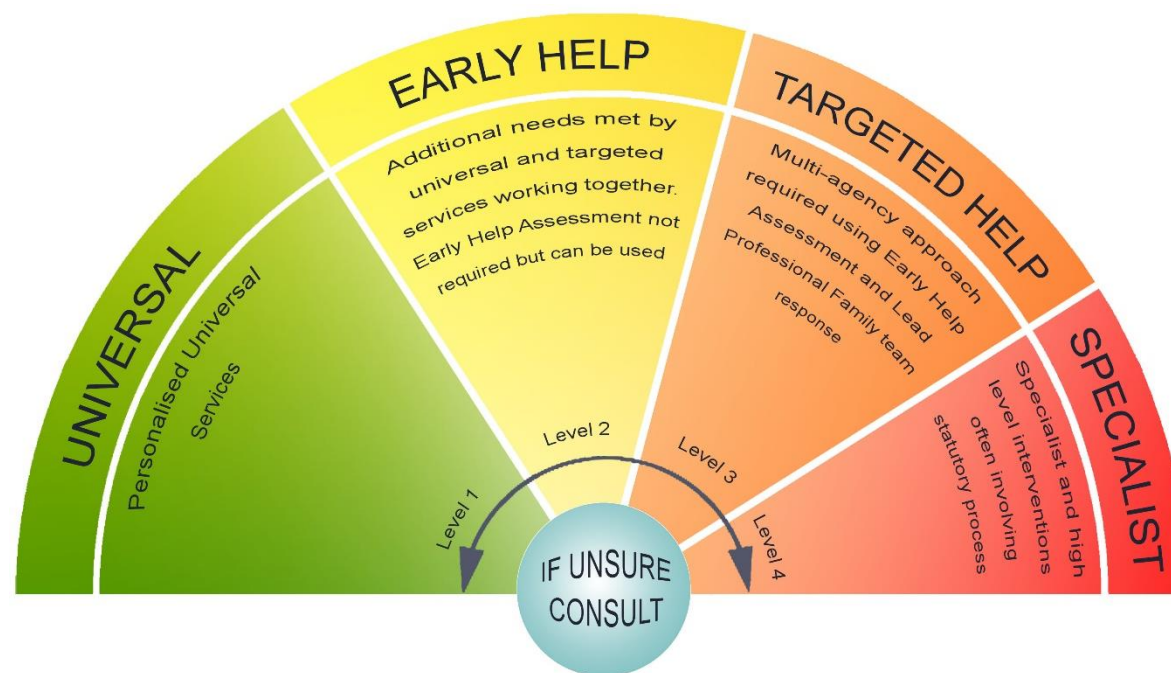 UNIVERSAL
Personalised Universal
Services
Level 1
EARLY HELP
Additional needs met by
universal and targeted
services working together.
Early Help Assessment not
required but can be used
Level 2
TARGETED HELP
Multi-agency approach
required using Early Help
Assessment and Lead
Professional Family team
response
Level 3
SPECIALIST
Specialist and high
level interventions
often involving
statutory process
Level 4
IF UNSURE
CONSULT